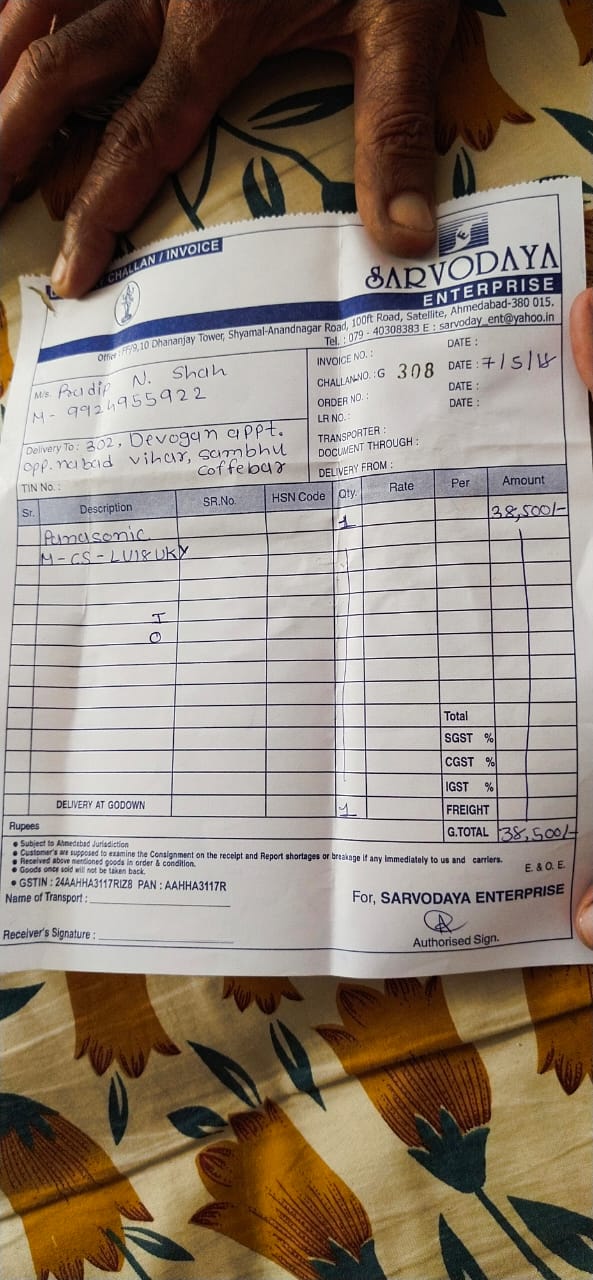 CHALLAN / INVOICE
SARVODAYA
ENTERPRISE
Office : FF/9,10 Dhananjay Tower, Shyamal-Anandnagar Road, 100ft Road, Satellite, Ahmedabad-380 015.
Tel. : 079 - 40308383 E : sarvoday_ent@yahoo.in
M/s. Pradip N. Shah
M - 9924955922
Delivery To : 302, Devogan appt.
opp. nabad vihar, sambhu
coffebar
TIN No. :
INVOICE NO. : DATE :
CHALLAN NO. : G 308 DATE : 7/5/18
ORDER NO. : DATE :
LR NO. : DATE :
TRANSPORTER :
DOCUMENT THROUGH :
DELIVERY FROM :
Sr. Description SR.No. HSN Code Qty. Rate Per Amount
Panasonic 1 38,500/-
M-CS-LU18UKY
I
O
Total
SGST %
CGST %
IGST %
DELIVERY AT GODOWN 1 FREIGHT
Rupees G.TOTAL 38,500/-
• Subject to Ahmedabad Jurisdiction
• Customer's are supposed to examine the Consignment on the receipt and Report shortages or breakage if any immediately to us and carriers.
• Received above mentioned goods in order & condition.
• Goods once sold will not be taken back.
E. & O. E.
• GSTIN : 24AAHHA3117RIZ8 PAN : AAHHA3117R
Name of Transport :
For, SARVODAYA ENTERPRISE
Receiver's Signature :
Authorised Sign.